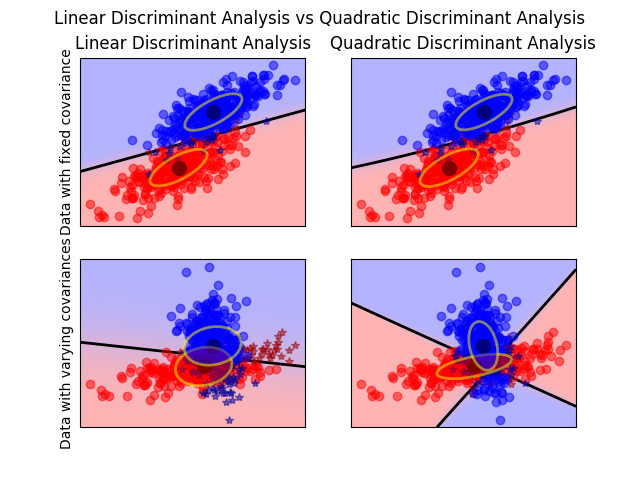 Linear Discriminant Analysis vs Quadratic Discriminant Analysis
Linear Discriminant Analysis
Quadratic Discriminant Analysis
Data with fixed covariance
Data with varying covariances